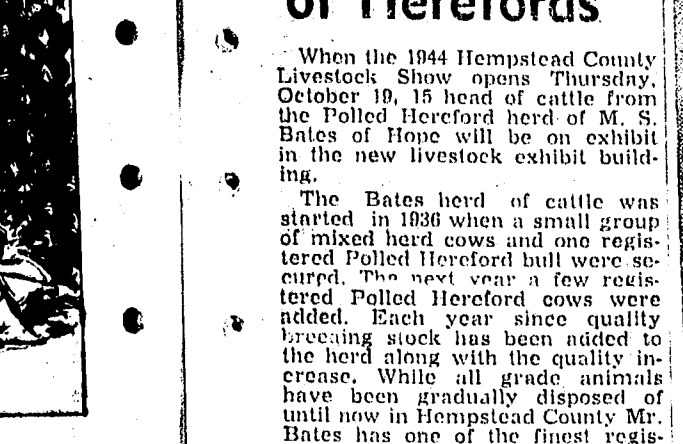 of Herefords
When the 1944 Hempstead County
Livestock Show opens Thursday,
October 19, 15 head of cattle from
the Polled Hereford herd of M. S.
Bates of Hope will be on exhibit
in the new livestock exhibit build-
ing.
The Bates herd of cattle was
started in 1936 when a small group
of mixed herd cows and one regis-
tered Polled Hereford bull were se-
cured. The next year a few regis-
tered Polled Hereford cows were
added. Each year since quality
breeding stock has been added to
the herd along with the quality in-
crease. While all grade animals
have been gradually disposed of
until now in Hempstead County Mr.
Bates has one of the finest regis-